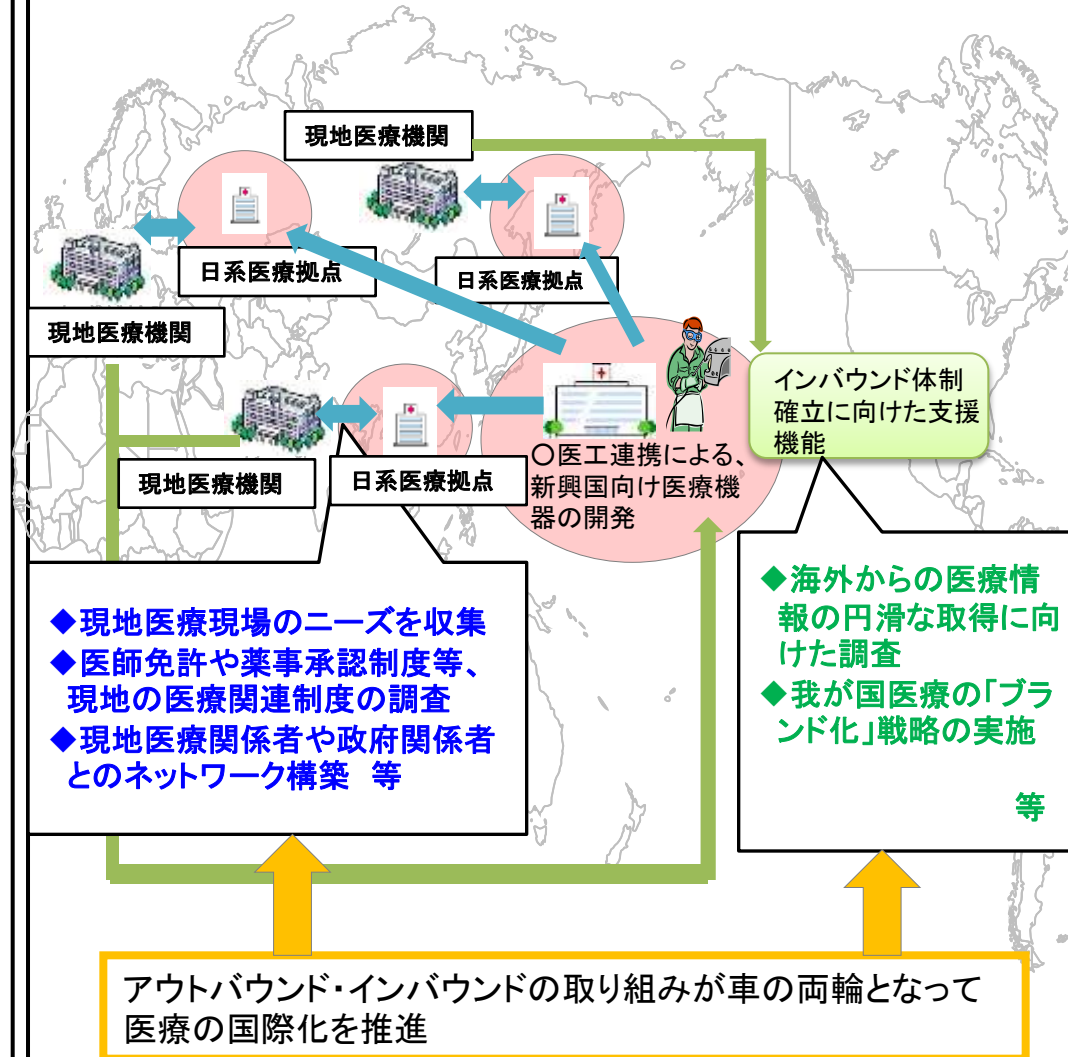 現地医療機関
日系医療拠点
日系医療拠点
現地医療機関
インバウンド体制
確立に向けた支援
機能
〇医工連携による、
新興国向け医療機
器の開発
現地医療機関
日系医療拠点
◆現地医療現場のニーズを収集
◆医師免許や薬事承認制度等、
現地の医療関連制度の調査
◆現地医療関係者や政府関係者
とのネットワーク構築 等
◆海外からの医療情
報の円滑な取得に向
けた調査
◆我が国医療の「ブラ
ンド化」戦略の実施
等
アウトバウンド・インバウンドの取り組みが車の両輪となって
医療の国際化を推進